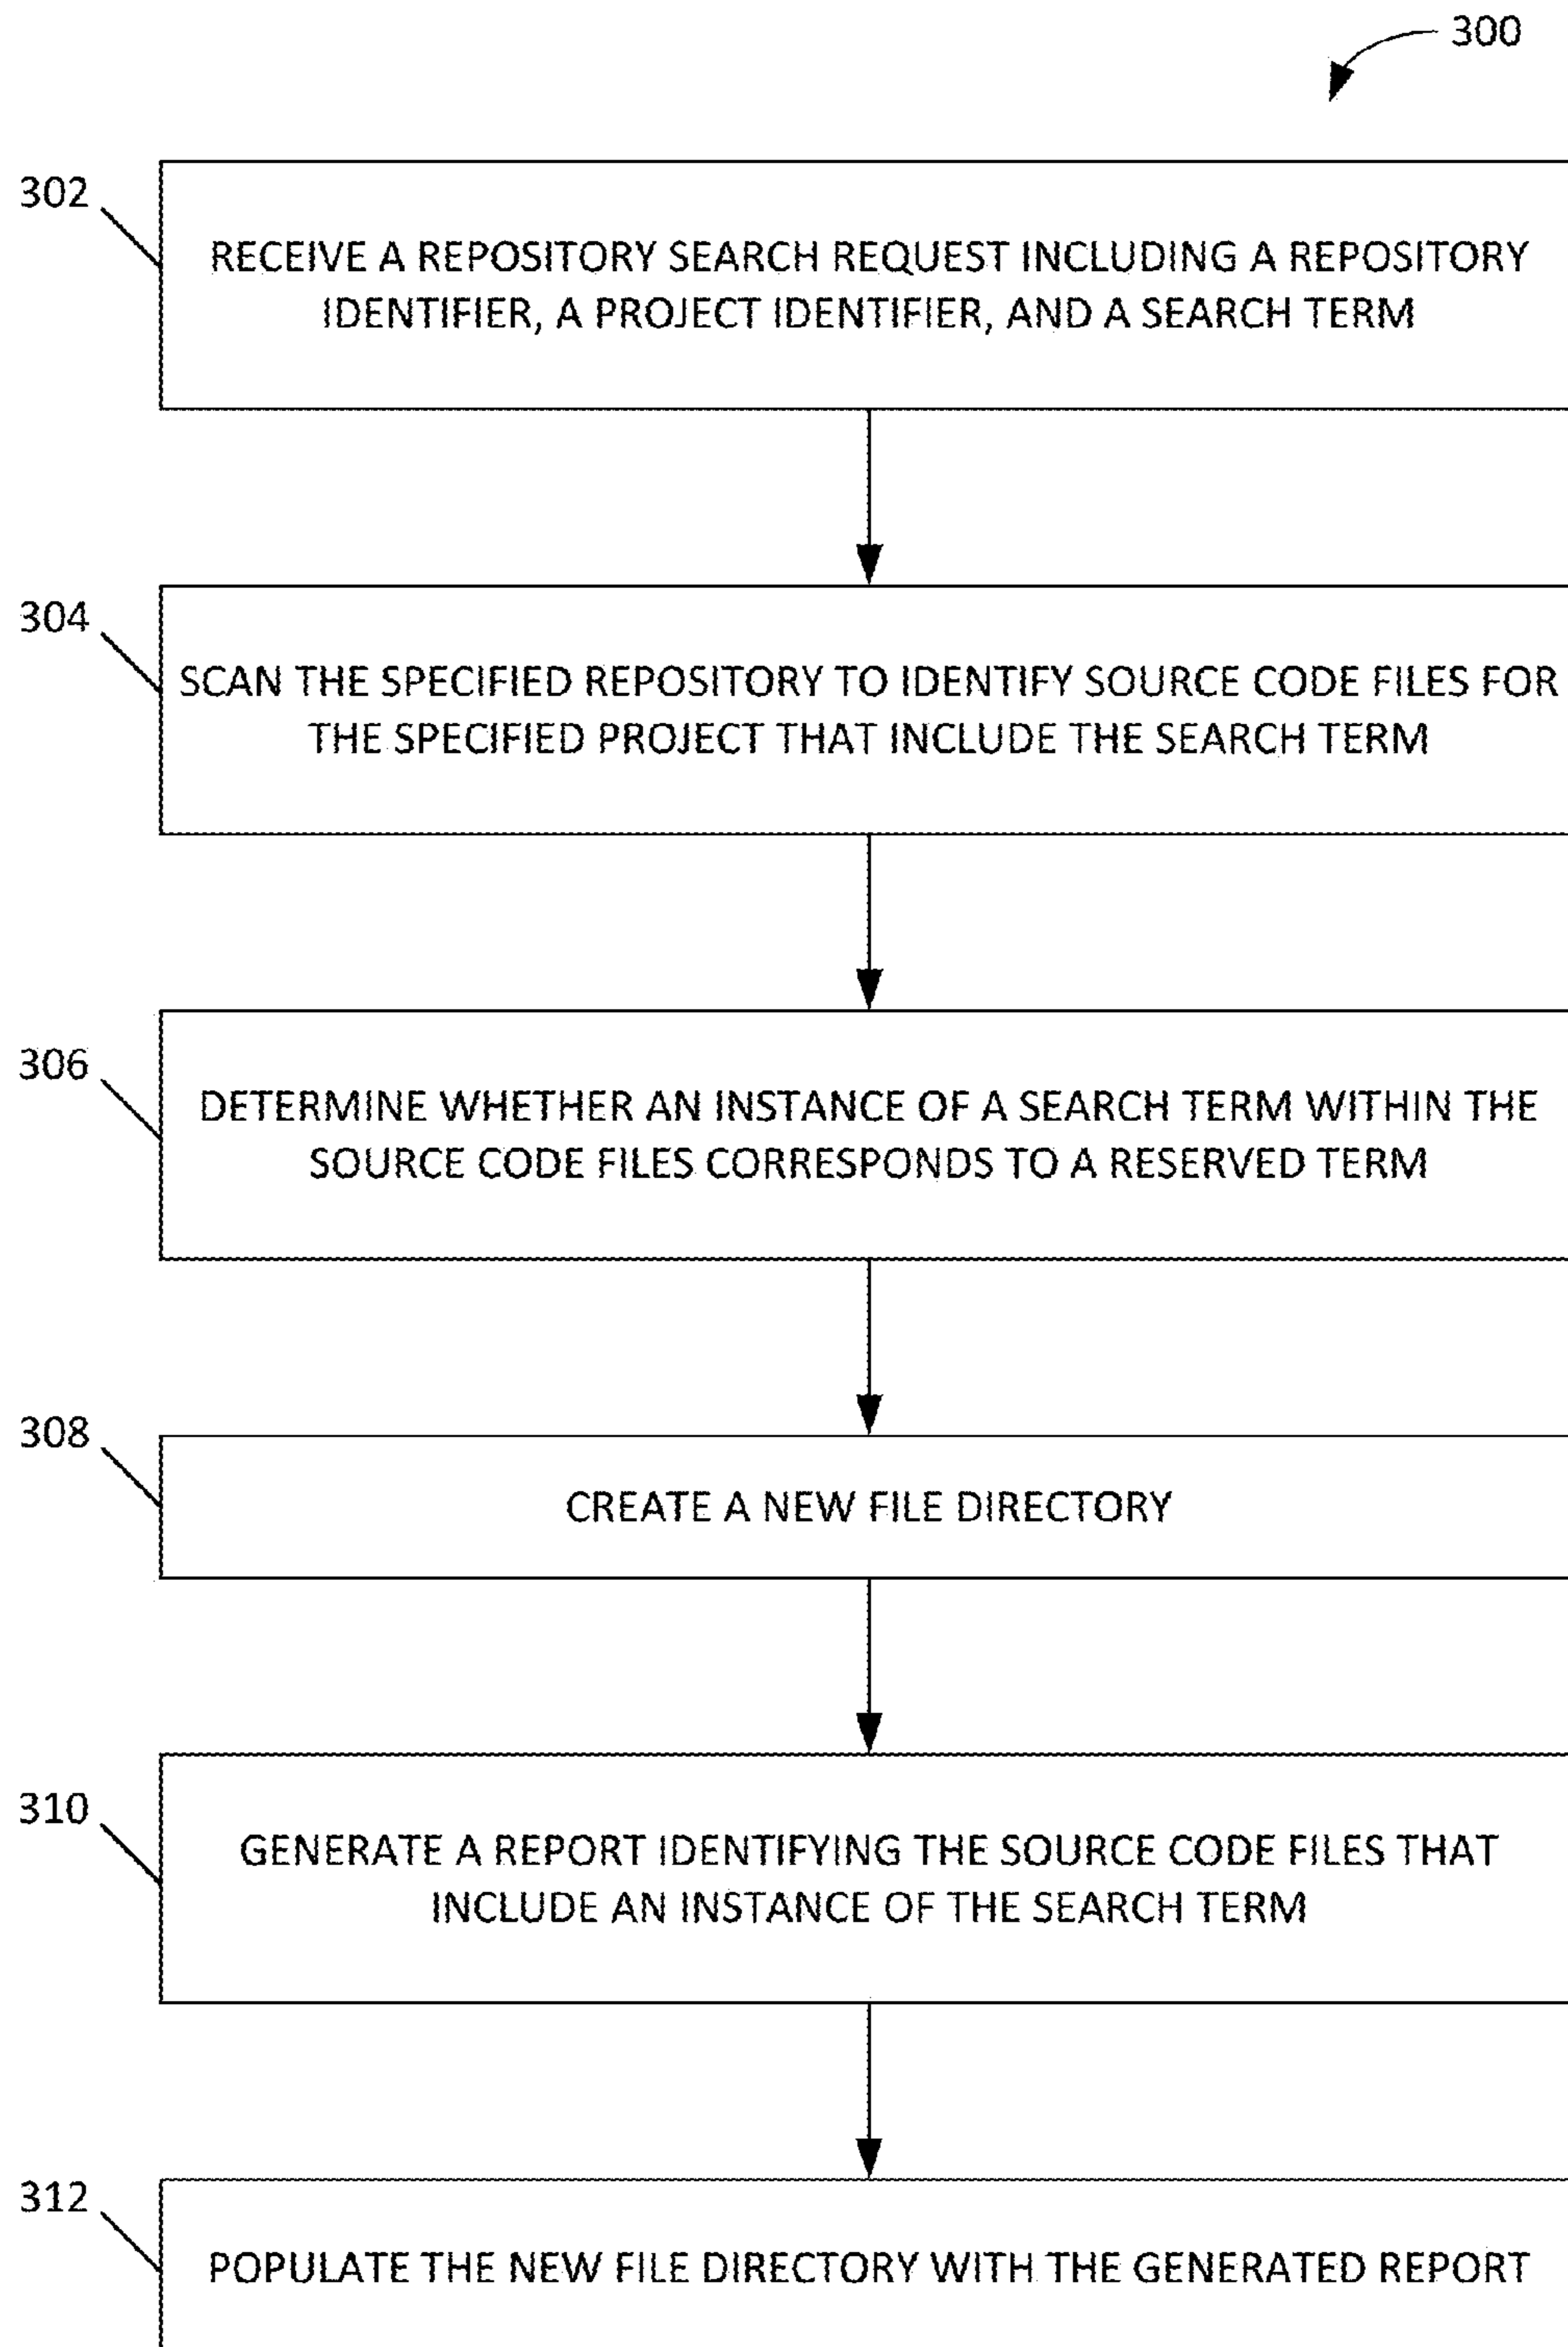 300
302
RECEIVE A REPOSITORY SEARCH REQUEST INCLUDING A REPOSITORY
IDENTIFIER, A PROJECT IDENTIFIER, AND A SEARCH TERM
304
SCAN THE SPECIFIED REPOSITORY TO IDENTIFY SOURCE CODE FILES FOR
THE SPECIFIED PROJECT THAT INCLUDE THE SEARCH TERM
306
DETERMINE WHETHER AN INSTANCE OF A SEARCH TERM WITHIN THE
SOURCE CODE FILES CORRESPONDS TO A RESERVED TERM
308
CREATE A NEW FILE DIRECTORY
310
GENERATE A REPORT IDENTIFYING THE SOURCE CODE FILES THAT
INCLUDE AN INSTANCE OF THE SEARCH TERM
312
POPULATE THE NEW FILE DIRECTORY WITH THE GENERATED REPORT